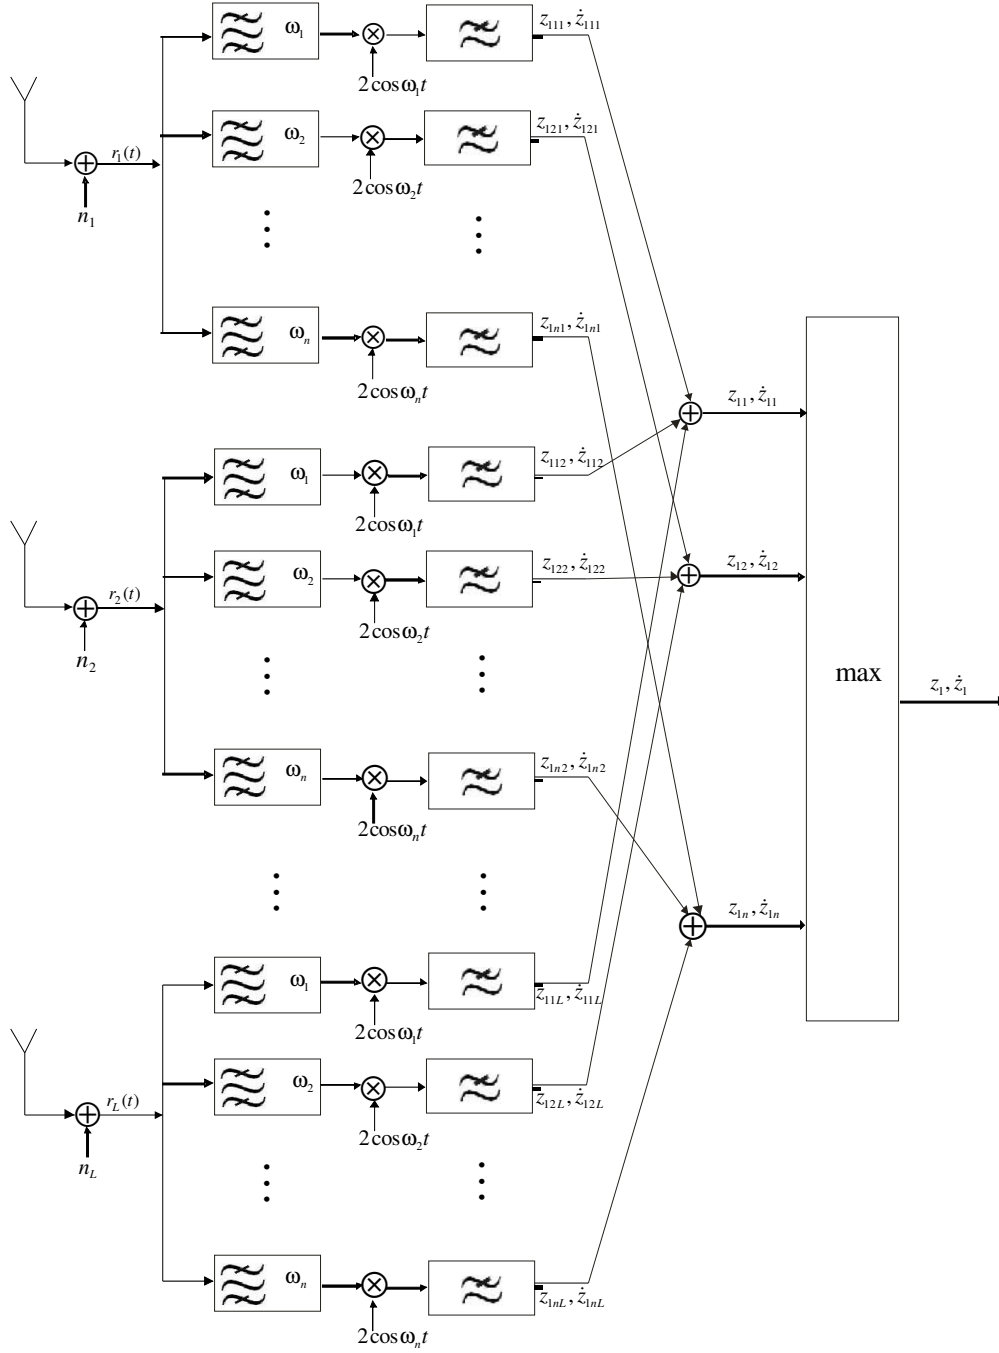 z₁₁₁, ż₁₁₁
ω₁
2cosω₁t
z₁₂₁, ż₁₂₁
ω₂
r₁(t)
2cosω₂t
n₁
z₁ₙ₁, ż₁ₙ₁
ωₙ
2cosωₙt
z₁₁, ż₁₁
z₁₁₂, ż₁₁₂
ω₁
2cosω₁t
z₁₂₂, ż₁₂₂
z₁₂, ż₁₂
ω₂
r₂(t)
2cosω₂t
n₂
max
z₁, ż₁
z₁ₙ₂, ż₁ₙ₂
ωₙ
2cosωₙt
z₁ₙ, ż₁ₙ
ω₁
z₁₁L, ż₁₁L
2cosω₁t
ω₂
r_L(t)
z₁₂L, ż₁₂L
2cosω₂t
n_L
ωₙ
z₁ₙL, ż₁ₙL
2cosωₙt